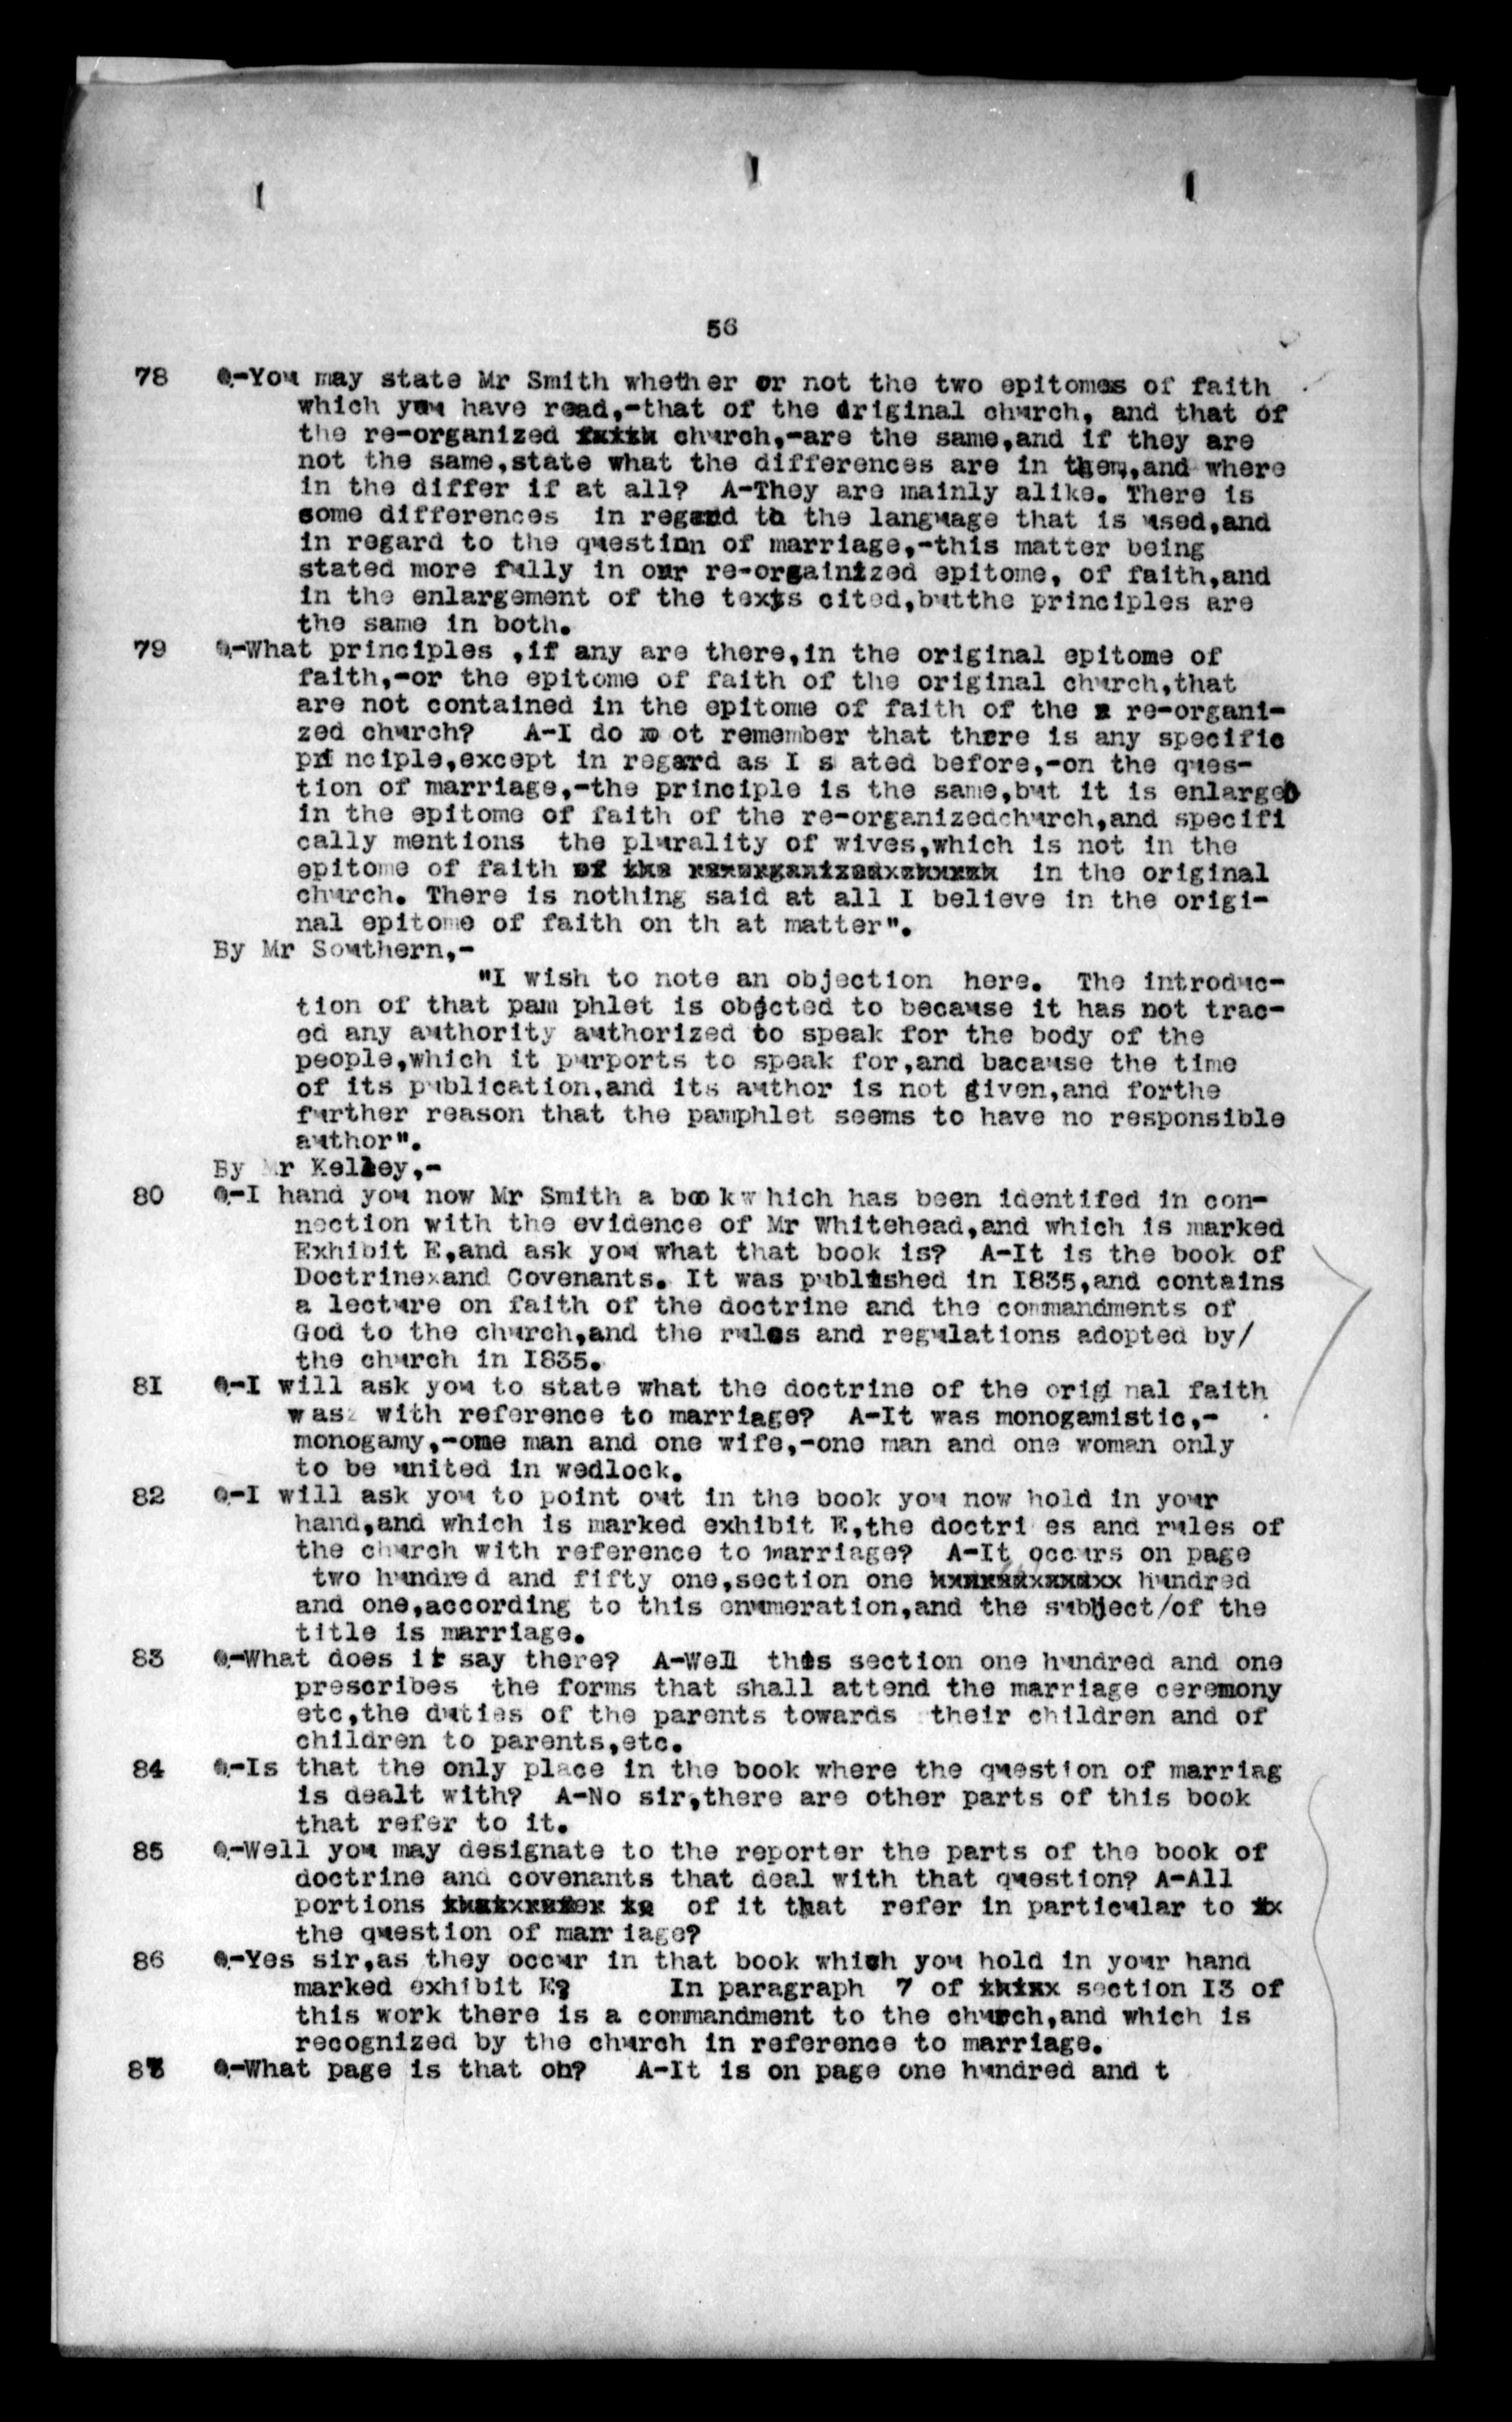 56
78 Q-You may state Mr Smith whether or not the two epitomes of faith
which you have read,-that of the original church, and that of
the re-organized church,-are the same,and if they are
not the same,state what the differences are in them,and where
in the differ if at all? A-They are mainly alike. There is
some differences in regard to the language that is used,and
in regard to the question of marriage,-this matter being
stated more fully in our re-orgainized epitome, of faith,and
in the enlargement of the texts cited,butthe principles are
the same in both.
79 Q-What principles ,if any are there,in the original epitome of
faith,-or the epitome of faith of the original church,that
are not contained in the epitome of faith of the re-organi-
zed church? A-I do not remember that there is any specific
principle,except in regard as I s ated before,-on the ques-
tion of marriage,-the principle is the same,but it is enlarged
in the epitome of faith of the re-organizedchurch,and specifi
cally mentions the plurality of wives,which is not in the
epitome of faith in the original
church. There is nothing said at all I believe in the origi-
nal epitome of faith on th at matter".
By Mr Southern,-
"I wish to note an objection here. The introduc-
tion of that pam phlet is objected to because it has not trac-
ed any authority authorized to speak for the body of the
people,which it purports to speak for,and bacause the time
of its publication,and its author is not given,and forthe
further reason that the pamphlet seems to have no responsible
author".
By Mr Kelley,-
80 Q-I hand you now Mr Smith a book which has been identifed in con-
nection with the evidence of Mr Whitehead,and which is marked
Exhibit E,and ask you what that book is? A-It is the book of
Doctrine and Covenants. It was published in I835,and contains
a lecture on faith of the doctrine and the commandments of
God to the church,and the rules and regulations adopted by/
the church in I835.
8I Q-I will ask you to state what the doctrine of the origi nal faith
was with reference to marriage? A-It was monogamistic,-
monogamy,-one man and one wife,-one man and one woman only
to be united in wedlock.
82 Q-I will ask you to point out in the book you now hold in your
hand,and which is marked exhibit E,the doctri es and rules of
the church with reference to marriage? A-It occurs on page
two hundred and fifty one,section one hundred
and one,according to this enumeration,and the subject/of the
title is marriage.
83 Q-What does it say there? A-Well this section one hundred and one
prescribes the forms that shall attend the marriage ceremony
etc,the duties of the parents towards their children and of
children to parents,etc.
84 Q-Is that the only place in the book where the question of marriag
is dealt with? A-No sir,there are other parts of this book
that refer to it.
85 Q-Well you may designate to the reporter the parts of the book of
doctrine and covenants that deal with that question? A-All
portions of it that refer in particular to
the question of marriage?
86 Q-Yes sir,as they occur in that book which you hold in your hand
marked exhibit E? In paragraph 7 of section I3 of
this work there is a commandment to the church,and which is
recognized by the church in reference to marriage.
87 Q-What page is that on? A-It is on page one hundred and t